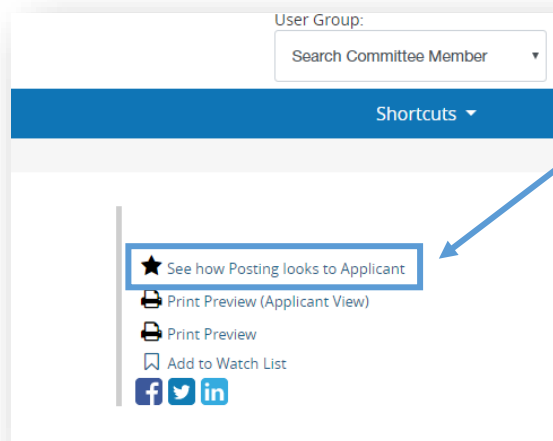 User Group:
Search Committee Member
Shortcuts
See how Posting looks to Applicant
Print Preview (Applicant View)
Print Preview
Add to Watch List
f in